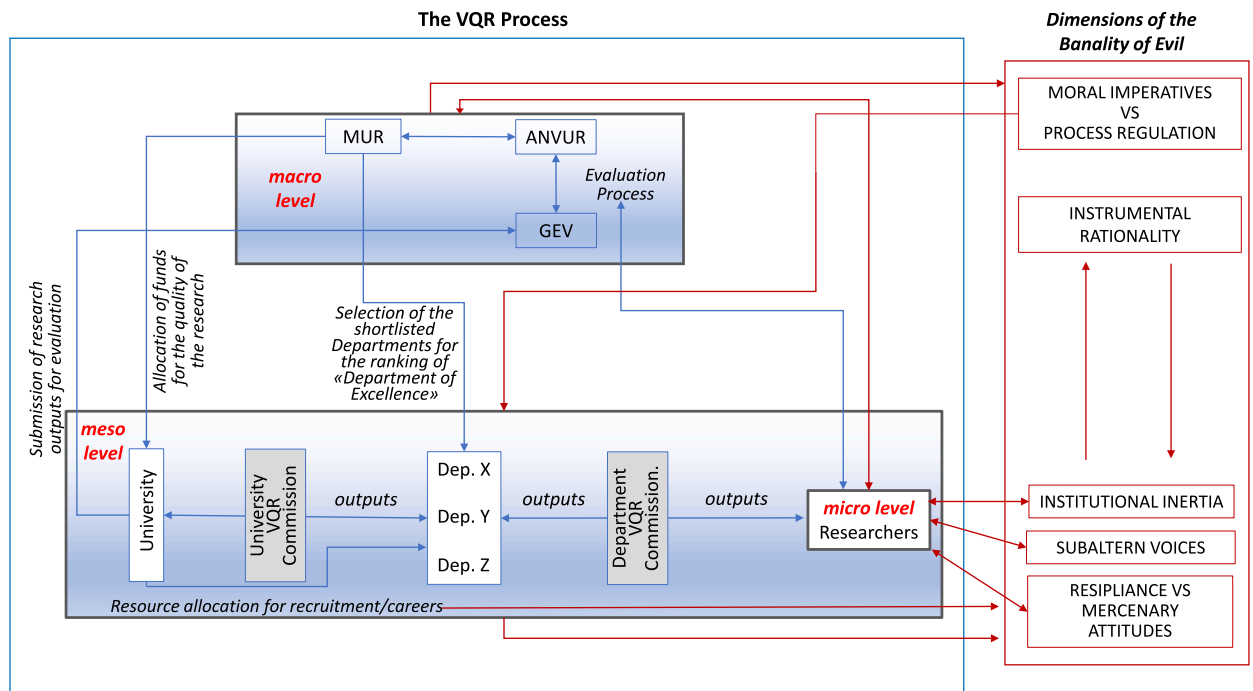 The VQR Process
Dimensions of the
Banality of Evil
MORAL IMPERATIVES
VS
PROCESS REGULATION
MUR
ANVUR
macro
level
Evaluation
Process
GEV
INSTRUMENTAL
RATIONALITY
Submission of research
outputs for evaluation
Allocation of funds
for the quality of
the research
Selection of the
shortlisted
Departments for
the ranking of
«Department of
Excellence»
meso
level
University
University
VQR
Commission
outputs
Dep. X
Dep. Y
Dep. Z
outputs
Department
VQR
Commission.
outputs
micro level
Researchers
INSTITUTIONAL INERTIA
SUBALTERN VOICES
RESIPLIANCE VS
MERCENARY
ATTITUDES
Resource allocation for recruitment/careers